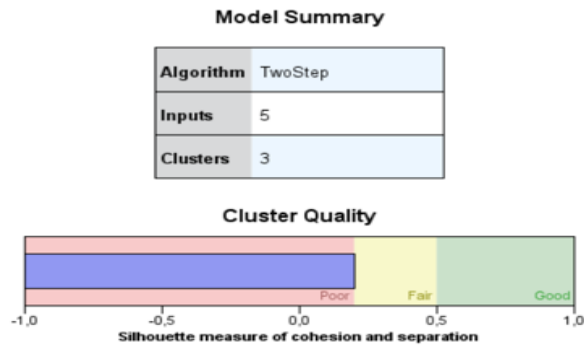 Model Summary
Algorithm TwoStep
Inputs 5
Clusters 3
Cluster Quality
Poor Fair Good
-1,0 -0,5 0,0 0,5 1,0
Silhouette measure of cohesion and separation